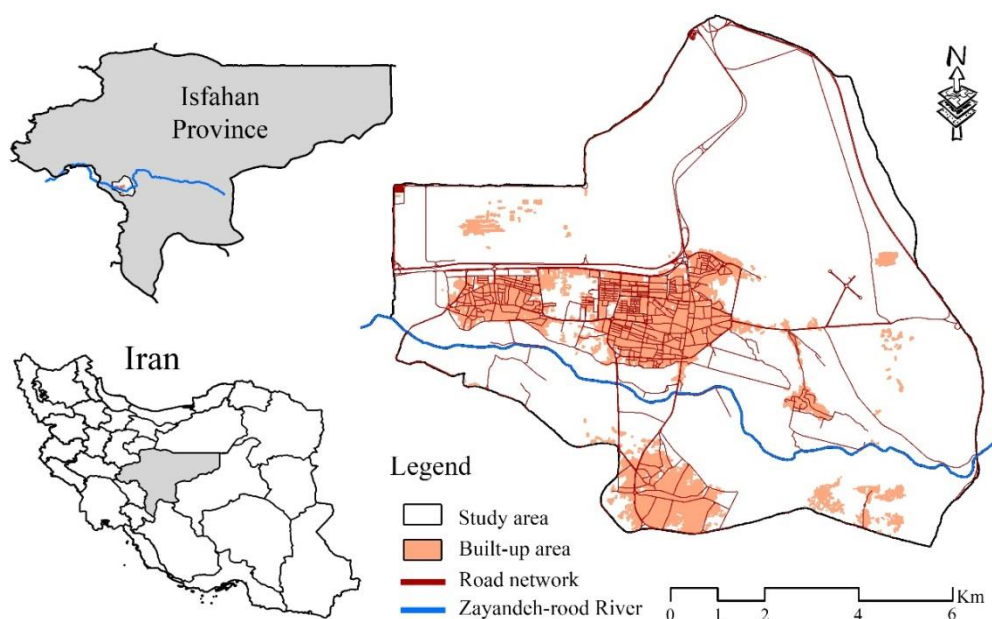 Isfahan
Province
N
Iran
Legend
Study area
Built-up area
Road network
Zayandeh-rood River
Km
0 1 2 4 6